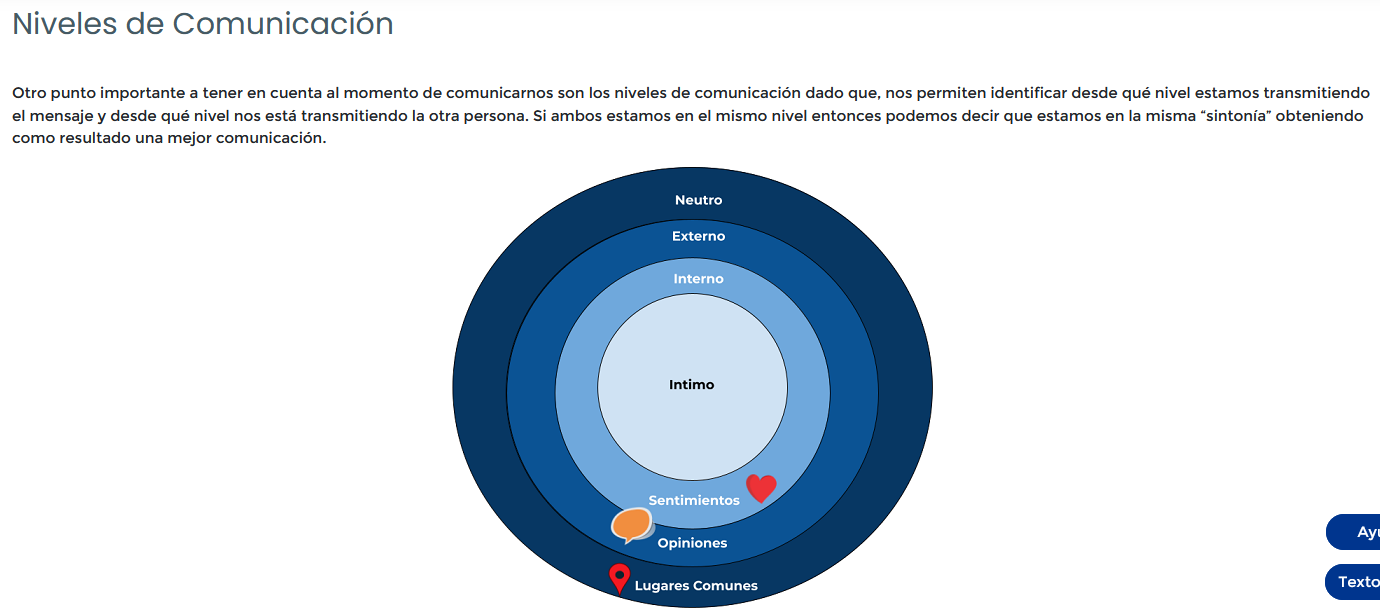 Niveles de Comunicación
Otro punto importante a tener en cuenta al momento de comunicarnos son los niveles de comunicación dado que, nos permiten identificar desde qué nivel estamos transmitiendo
el mensaje y desde qué nivel nos está transmitiendo la otra persona. Si ambos estamos en el mismo nivel entonces podemos decir que estamos en la misma “sintonía” obteniendo
como resultado una mejor comunicación.
Neutro
Externo
Interno
Intimo
Sentimientos
Opiniones
Lugares Comunes
Texto